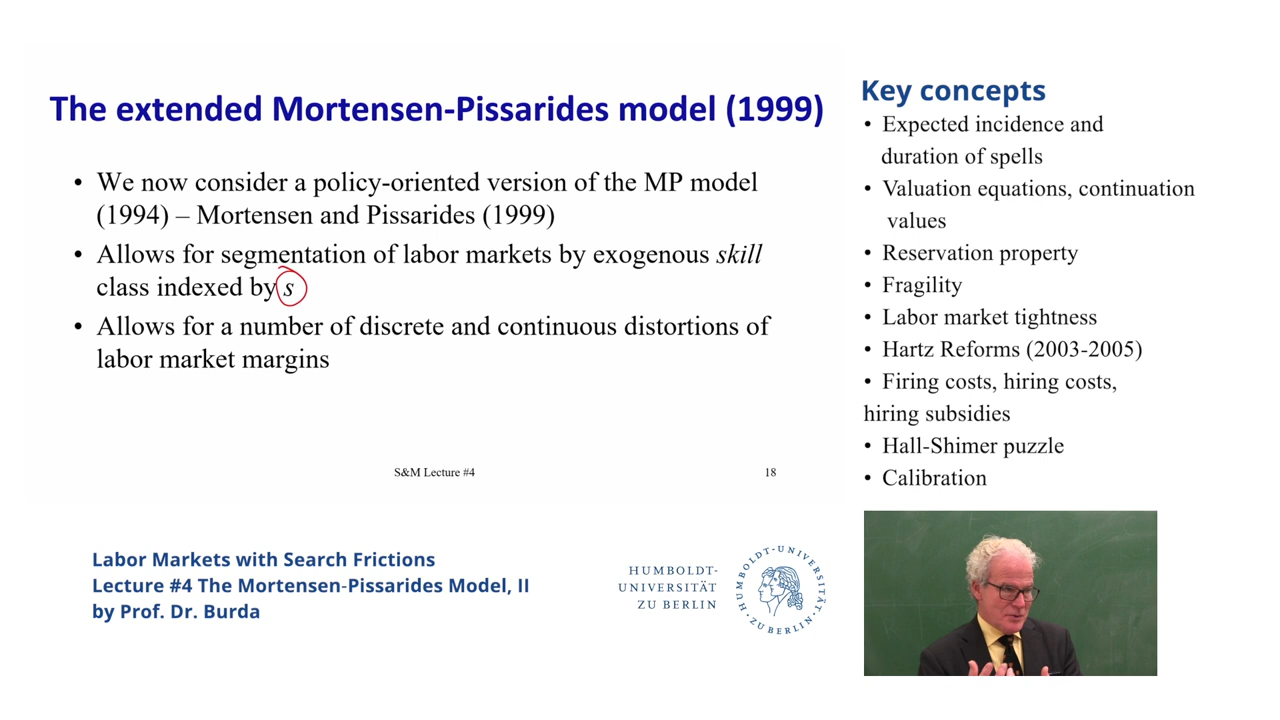 The extended Mortensen-Pissarides model (1999)
• We now consider a policy-oriented version of the MP model
(1994) – Mortensen and Pissarides (1999)
• Allows for segmentation of labor markets by exogenous skill
class indexed by s
• Allows for a number of discrete and continuous distortions of
labor market margins
S&M Lecture #4
18
Key concepts
• Expected incidence and
duration of spells
• Valuation equations, continuation
values
• Reservation property
• Fragility
• Labor market tightness
• Hartz Reforms (2003-2005)
• Firing costs, hiring costs,
hiring subsidies
• Hall-Shimer puzzle
• Calibration
Labor Markets with Search Frictions
Lecture #4 The Mortensen-Pissarides Model, II
by Prof. Dr. Burda
HUMBOLDT-
UNIVERSITÄT
ZU BERLIN
HUMBOLDT-UNIVERSITÄT
ZU BERLIN